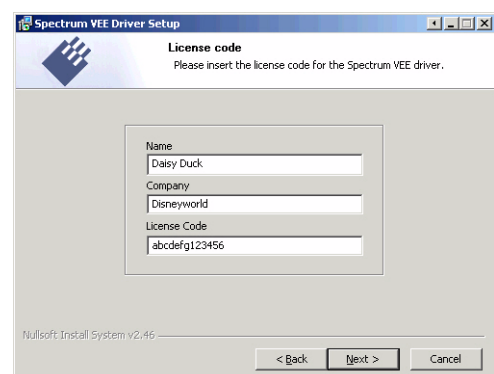 Spectrum VEE Driver Setup
License code
Please insert the license code for the Spectrum VEE driver.
Name
Daisy Duck
Company
Disneyworld
License Code
abcdefg123456
Nullsoft Install System v2.46
< Back
Next >
Cancel